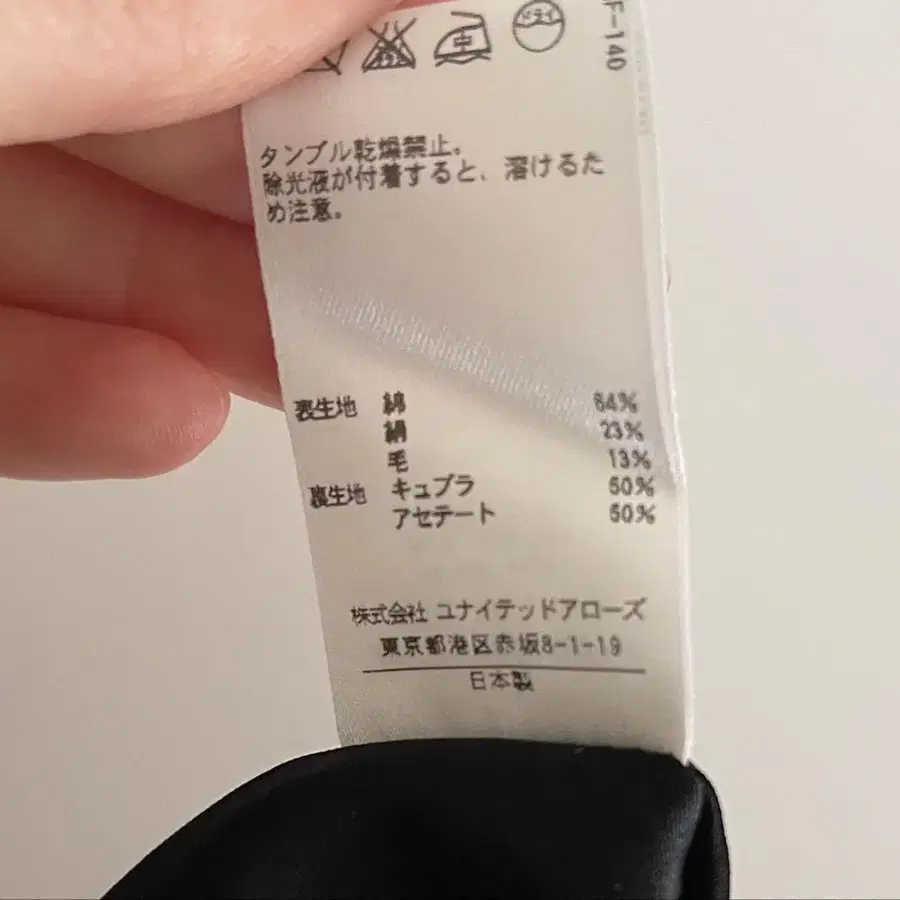 中
ドライ
F-140
タンブル乾燥禁止。
除光液が付着すると、溶けるた
め注意。
表生地 綿 64%
絹 23%
毛 13%
裏生地 キュプラ 50%
アセテート 50%
株式会社 ユナイテッドアローズ
東京都港区赤坂8-1-19
日本製